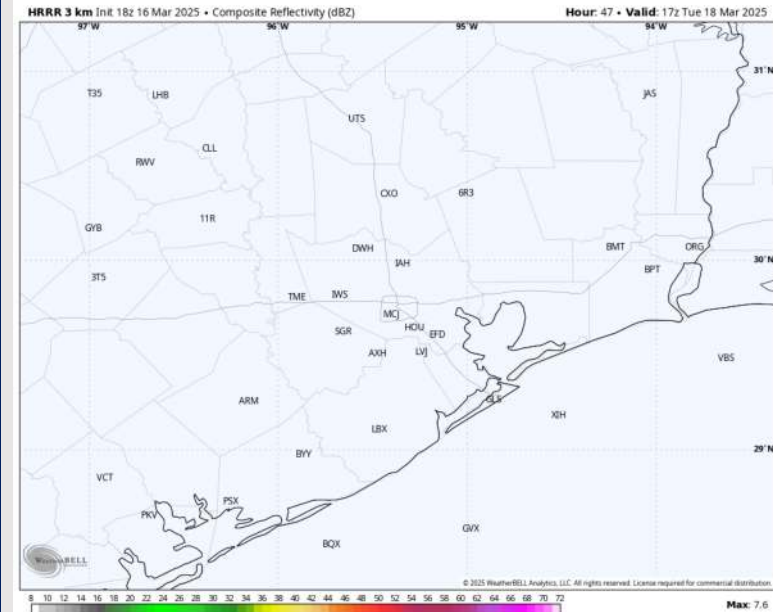 HRRR 3 km Init 18z 16 Mar 2025 • Composite Reflectivity (dBZ) Hour: 47 • Valid: 17z Tue 18 Mar 2025
97°W 96°W 95°W 94°W
31°N
T35 LHB JAS
UTS
CLL
RWV
CXO 6R3
11R
GYB
DWH BMT ORG
30°N
IAH
BPT
3T5
TME IWS
MCJ
SGR HOU EFD
AXH LVJ
VBS
ARM GLS
XIH
LBX
29°N
BYY
VCT
PSX
PKV
GVX
BQX
WeatherBELL
© 2025 WeatherBELL Analytics, LLC. All rights reserved. License required for commercial distribution.
8 10 12 14 16 18 20 22 24 26 28 30 32 34 35 36 38 40 42 44 46 48 50 52 54 56 58 60 62 64 66 68 70 72
Max: 7.6